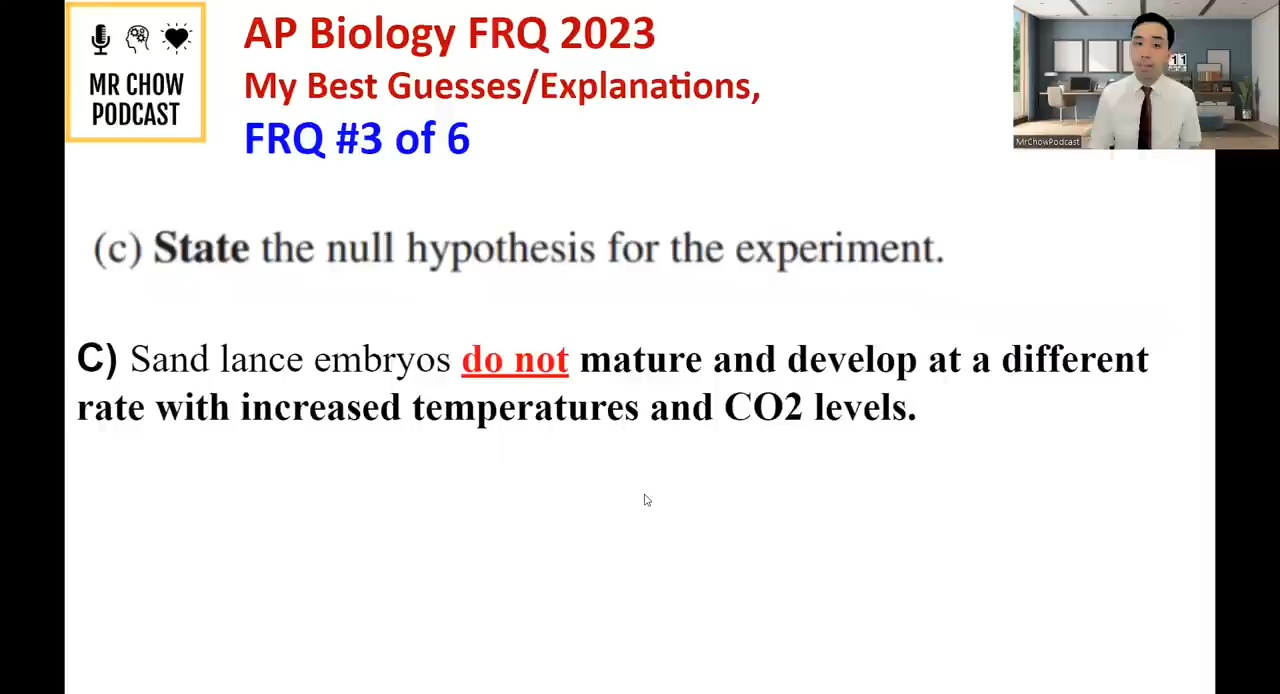 MR CHOW
PODCAST
AP Biology FRQ 2023
My Best Guesses/Explanations,
FRQ #3 of 6
11
MrChowPodcast
(c) State the null hypothesis for the experiment.
C) Sand lance embryos do not mature and develop at a different
rate with increased temperatures and CO2 levels.